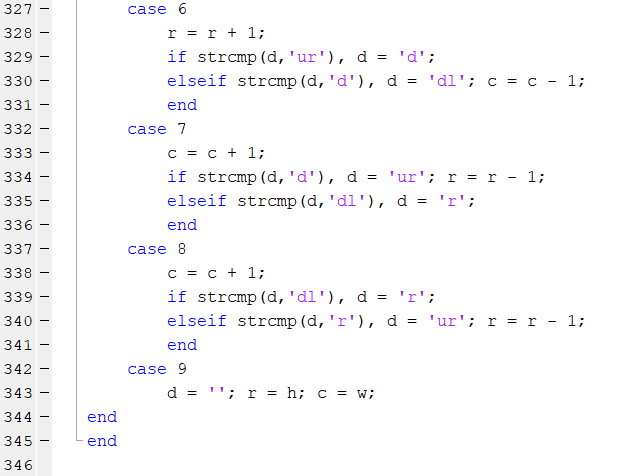 327 – case 6
328 – r = r + 1;
329 – if strcmp(d,'ur'), d = 'd';
330 – elseif strcmp(d,'d'), d = 'dl'; c = c - 1;
331 – end
332 – case 7
333 – c = c + 1;
334 – if strcmp(d,'d'), d = 'ur'; r = r - 1;
335 – elseif strcmp(d,'dl'), d = 'r';
336 – end
337 – case 8
338 – c = c + 1;
339 – if strcmp(d,'dl'), d = 'r';
340 – elseif strcmp(d,'r'), d = 'ur'; r = r - 1;
341 – end
342 – case 9
343 – d = ''; r = h; c = w;
344 – end
345 – end
346